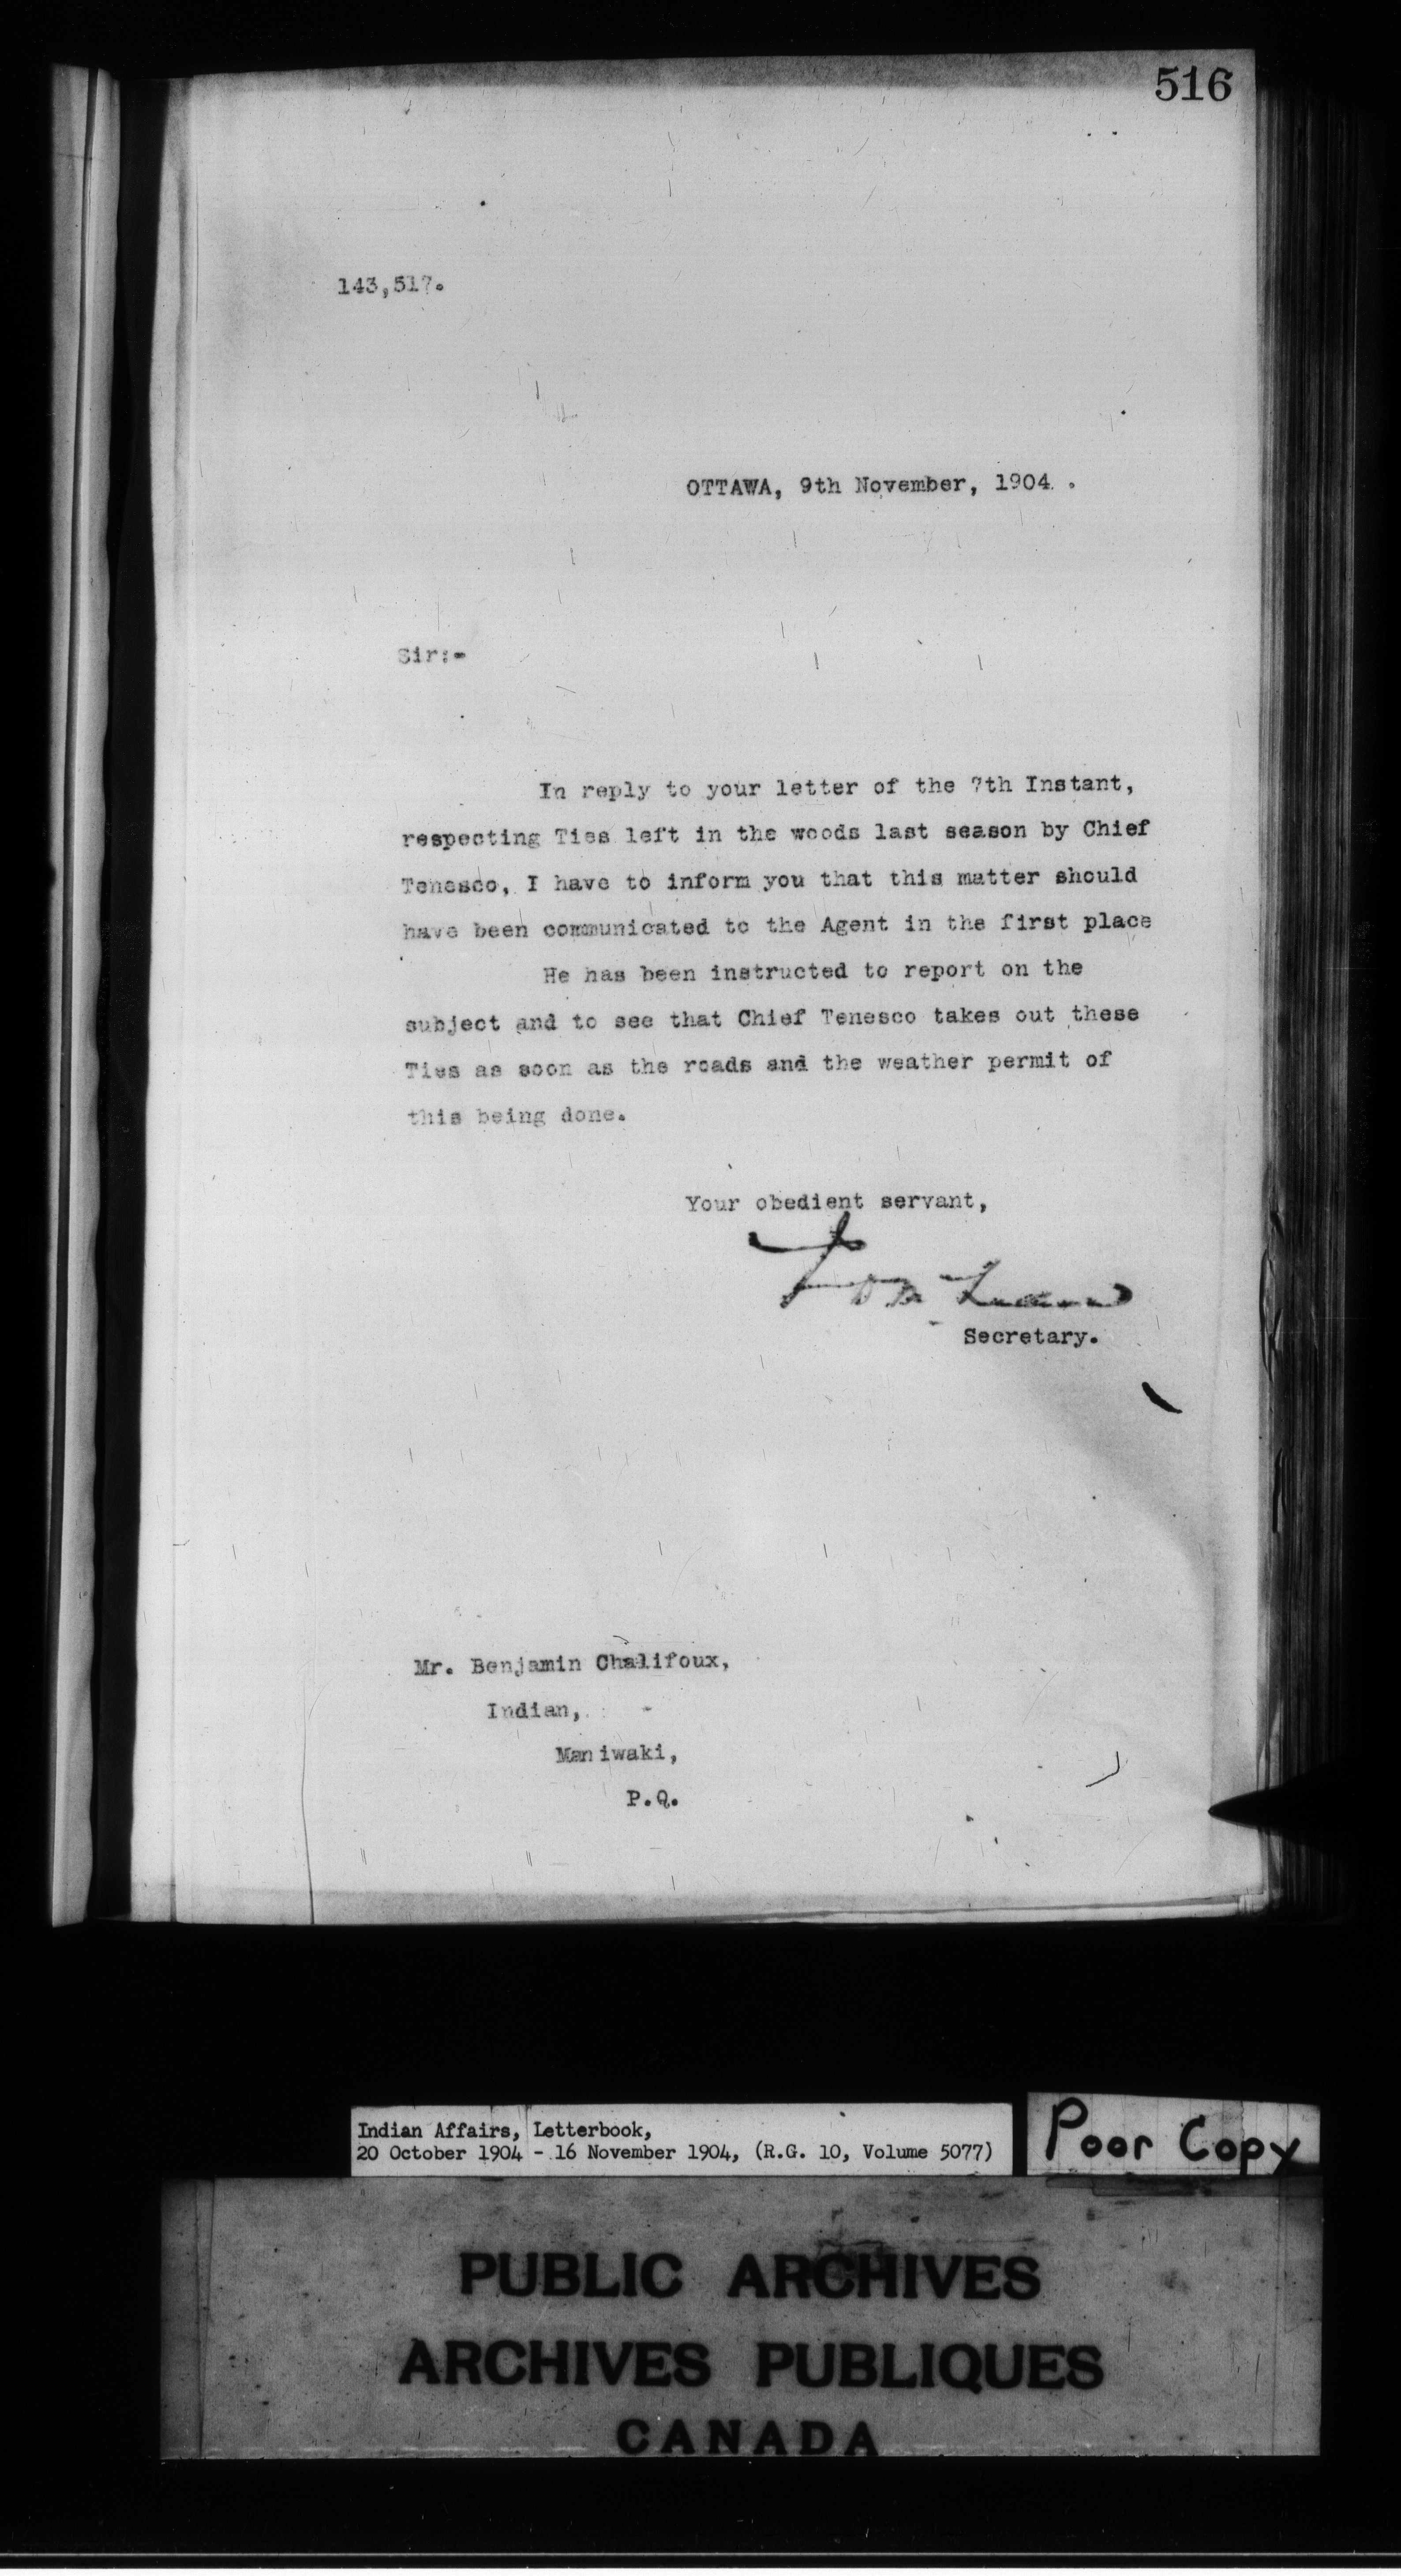 516
143,517.
OTTAWA, 9th November, 1904.
Sir:-
In reply to your letter of the 7th Instant,
respecting Ties left in the woods last season by Chief
Tenesco, I have to inform you that this matter should
have been communicated to the Agent in the first place
He has been instructed to report on the
subject and to see that Chief Tenesco takes out these
Ties as soon as the roads and the weather permit of
this being done.
Your obedient servant,
Secretary.
Mr. Benjamin Chalifoux,
Indian,
Maniwaki,
P.Q.
Indian Affairs, Letterbook,
20 October 1904 - 16 November 1904, (R.G. 10, Volume 5077)
Poor Copy
PUBLIC ARCHIVES
ARCHIVES PUBLIQUES
CANADA